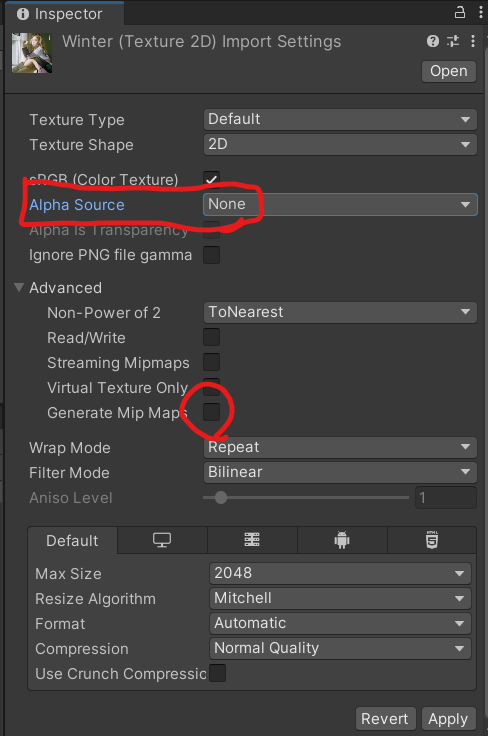 Inspector
Winter (Texture 2D) Import Settings
Open
Texture Type Default
Texture Shape 2D
sRGB (Color Texture)
Alpha Source None
Alpha Is Transparency
Ignore PNG file gamma
Advanced
Non-Power of 2 ToNearest
Read/Write
Streaming Mipmaps
Virtual Texture Only
Generate Mip Maps
Wrap Mode Repeat
Filter Mode Bilinear
Aniso Level 1
Default
Max Size 2048
Resize Algorithm Mitchell
Format Automatic
Compression Normal Quality
Use Crunch Compressic
Revert Apply